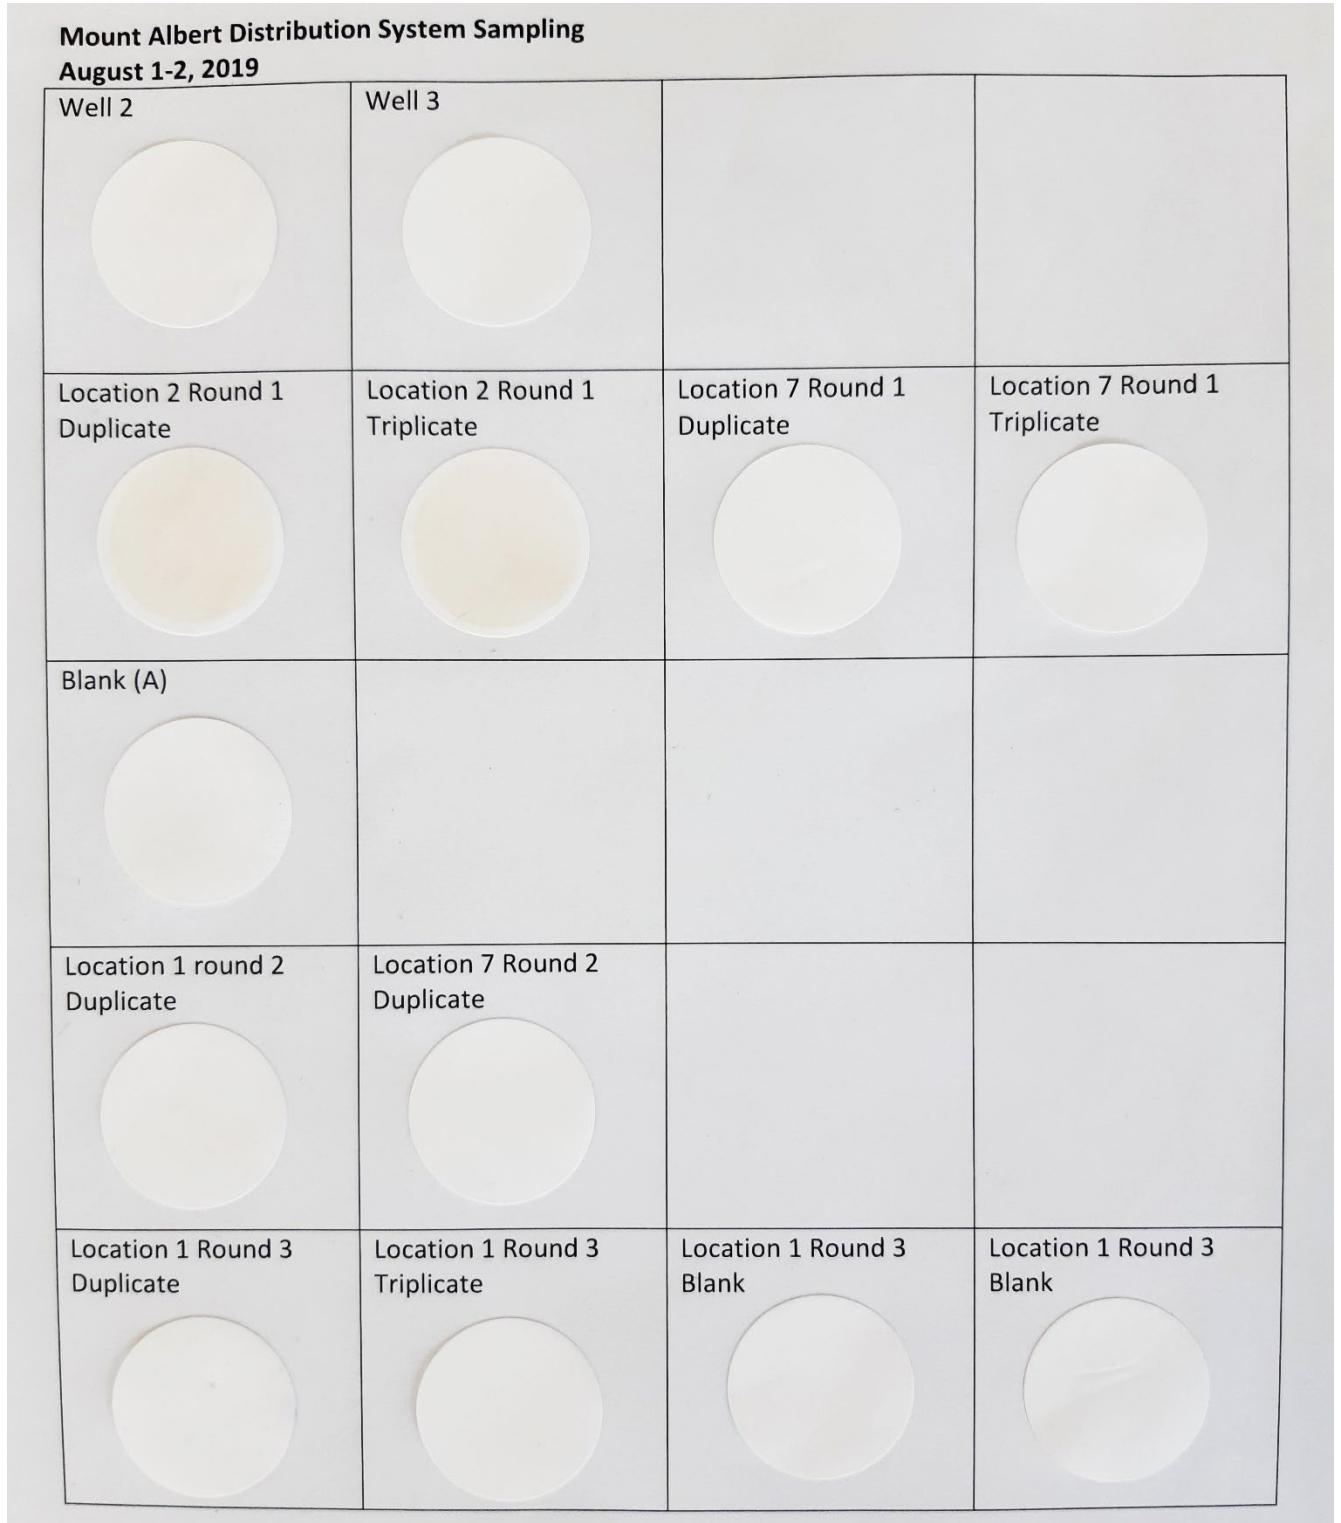 Mount Albert Distribution System Sampling
August 1-2, 2019
Well 2
Well 3
Location 2 Round 1
Duplicate
Location 2 Round 1
Triplicate
Location 7 Round 1
Duplicate
Location 7 Round 1
Triplicate
Blank (A)
Location 1 round 2
Duplicate
Location 7 Round 2
Duplicate
Location 1 Round 3
Duplicate
Location 1 Round 3
Triplicate
Location 1 Round 3
Blank
Location 1 Round 3
Blank